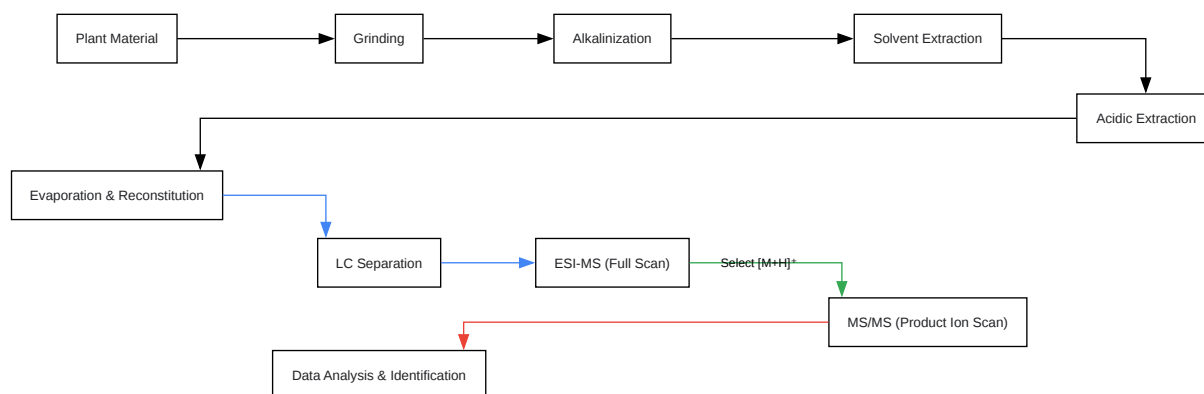 Plant Material
Grinding
Alkalinization
Solvent Extraction
Acidic Extraction
Evaporation & Reconstitution
LC Separation
ESI-MS (Full Scan)
Select [M+H]⁺
MS/MS (Product Ion Scan)
Data Analysis & Identification